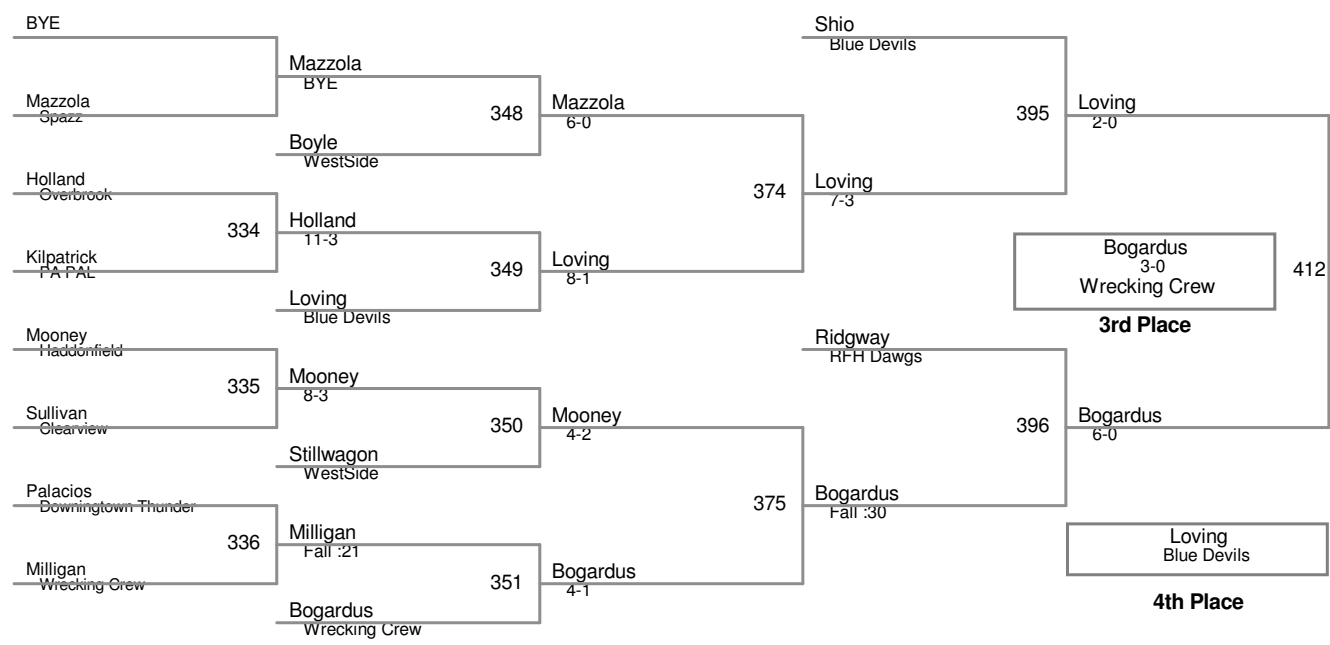 BYE
Mazzola
Spazz
Holland
Overbrook
334
Kilpatrick
PA PAL
Mooney
Haddonfield
335
Sullivan
Clearview
Palacios
Downingtown Thunder
336
Milligan
Wrecking Crew
Mazzola
BYE
348
Boyle
WestSide
Holland
11-3
349
Loving
Blue Devils
Mooney
8-3
350
Stillwagon
WestSide
Milligan
Fall :21
351
Bogardus
Wrecking Crew
Mazzola
6-0
374
Loving
8-1
Mooney
4-2
375
Bogardus
4-1
Shio
Blue Devils
395
Loving
7-3
Ridgway
RFH Dawgs
396
Bogardus
Fall :30
Loving
2-0
412
Bogardus
6-0
Bogardus
3-0
Wrecking Crew
3rd Place
Loving
Blue Devils
4th Place